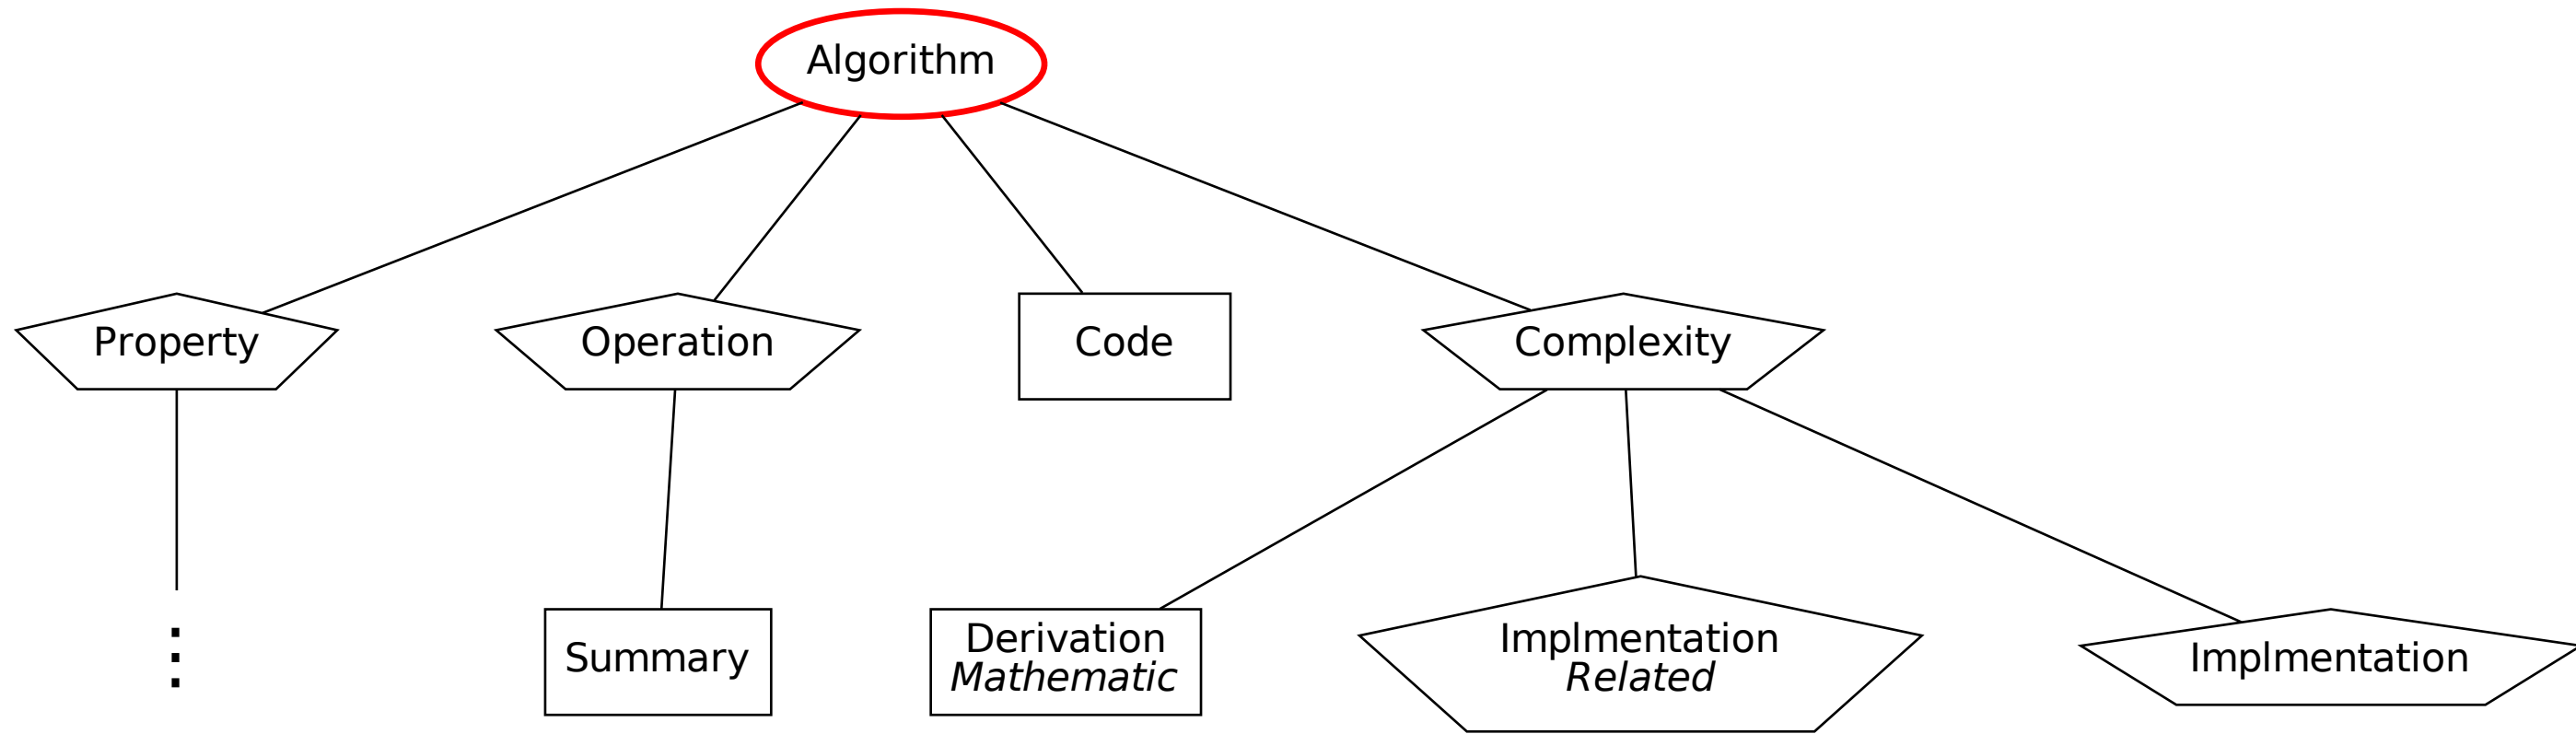 Algorithm
Property
Operation
Code
Complexity
Summary
Derivation
Mathematic
Implmentation
Related
Implmentation